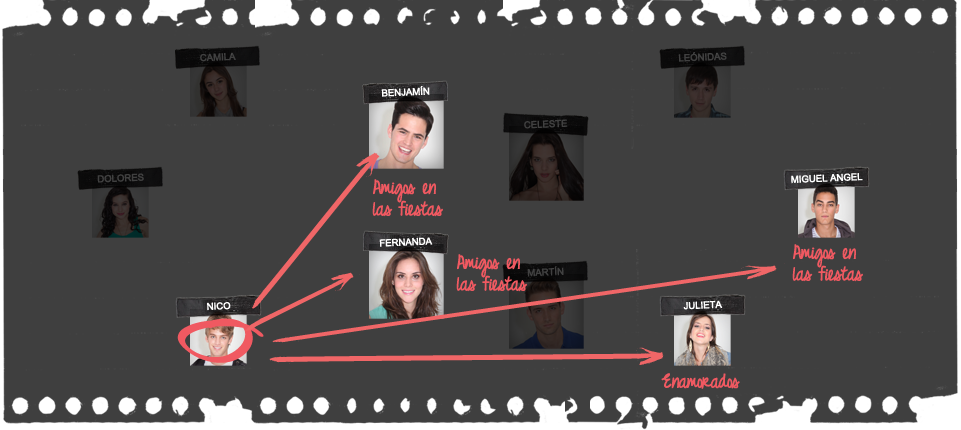 CAMILA
LEÓNIDAS
BENJAMÍN
CELESTE
DOLORES
MIGUEL ANGEL
Amigos en
las fiestas
FERNANDA
Amigos en
las fiestas
Amigos en
las fiestas
MARTÍN
NICO
JULIETA
Enamorados